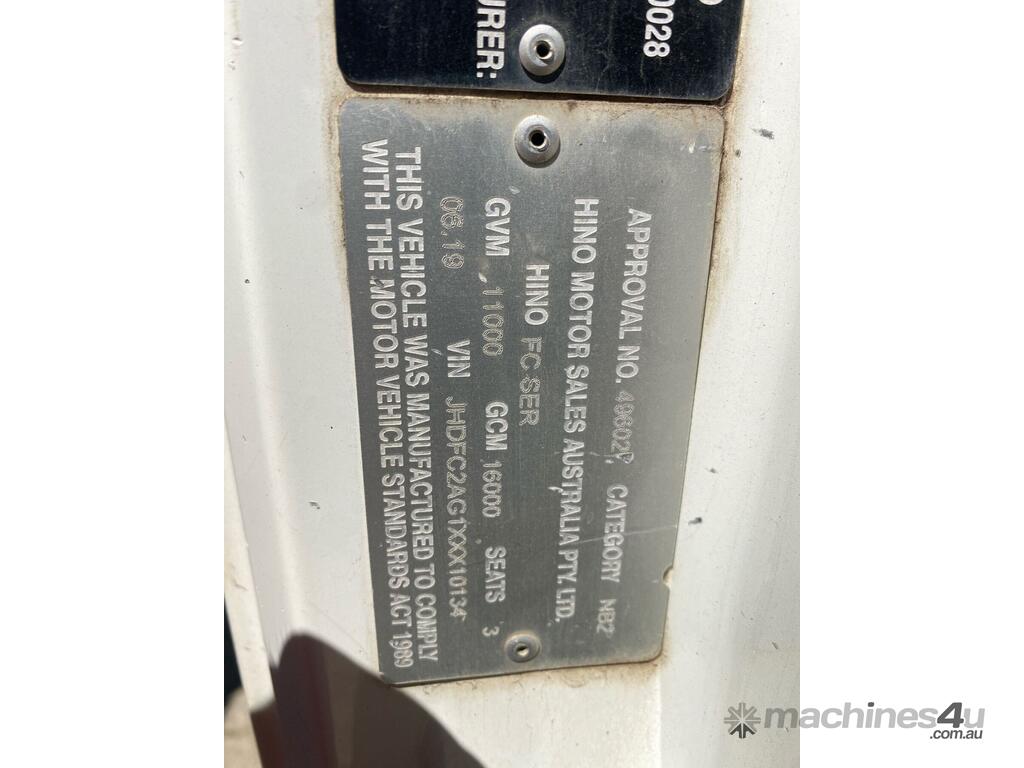 0028
URER:
APPROVAL NO. 49602 CATEGORY NB2
HINO MOTOR SALES AUSTRALIA PTY. LTD.
HINO FC SER
GVM 11000 GCM 16000 SEATS 3
06.19 VIN JHDFC2AG1XXX10134
THIS VEHICLE WAS MANUFACTURED TO COMPLY
WITH THE MOTOR VEHICLE STANDARDS ACT 1989
machines4u
.com.au